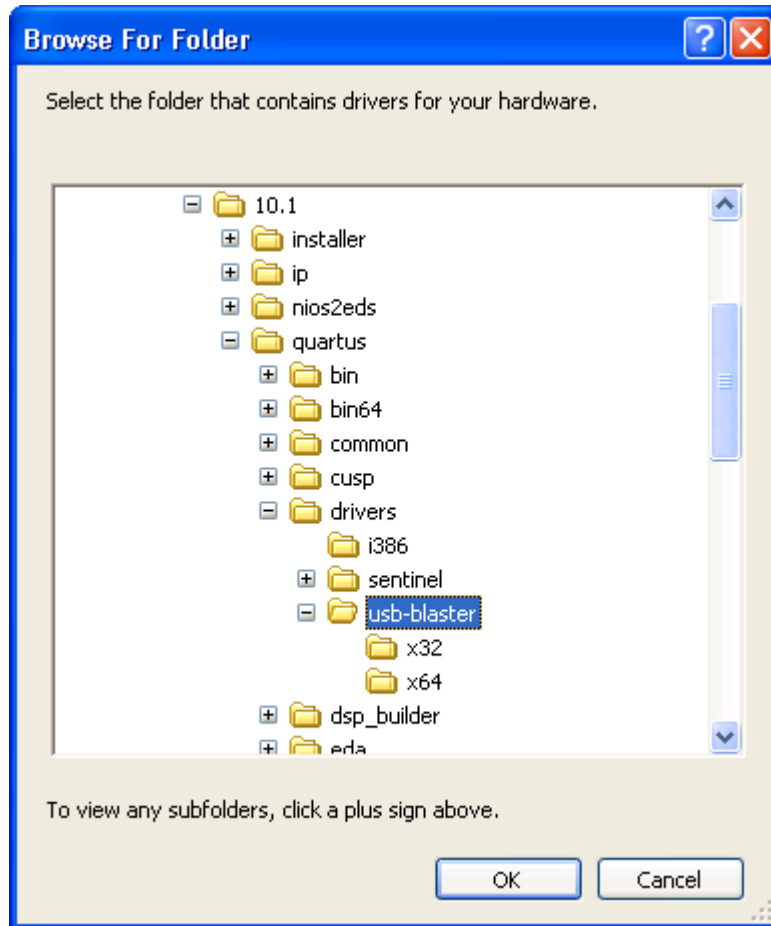 Browse For Folder
Select the folder that contains drivers for your hardware.
10.1
installer
ip
nios2eds
quartus
bin
bin64
common
cusp
drivers
i386
sentinel
usb-blaster
x32
x64
dsp_builder
eda
To view any subfolders, click a plus sign above.
OK Cancel